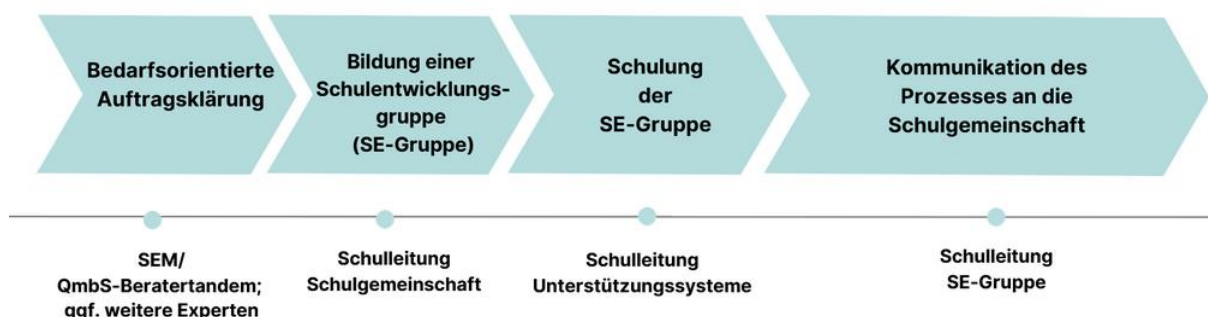 Bedarfsorientierte
Auftragsklärung
Bildung einer
Schulentwicklungs-
gruppe
(SE-Gruppe)
Schulung
der
SE-Gruppe
Kommunikation des
Prozesses an die
Schulgemeinschaft
SEM/
QmbS-Beratertandem;
ggf. weitere Experten
Schulleitung
Schulgemeinschaft
Schulleitung
Unterstützungssysteme
Schulleitung
SE-Gruppe